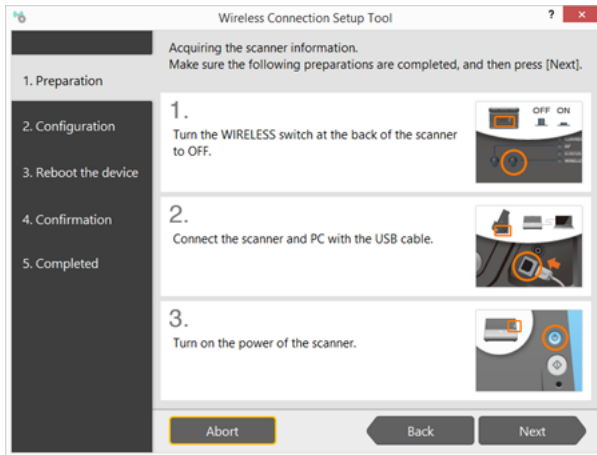 Wireless Connection Setup Tool
?
×
1. Preparation
2. Configuration
3. Reboot the device
4. Confirmation
5. Completed
Acquiring the scanner information.
Make sure the following preparations are completed, and then press [Next].
1.
Turn the WIRELESS switch at the back of the scanner
to OFF.
OFF ON
2.
Connect the scanner and PC with the USB cable.
3.
Turn on the power of the scanner.
Abort
Back
Next